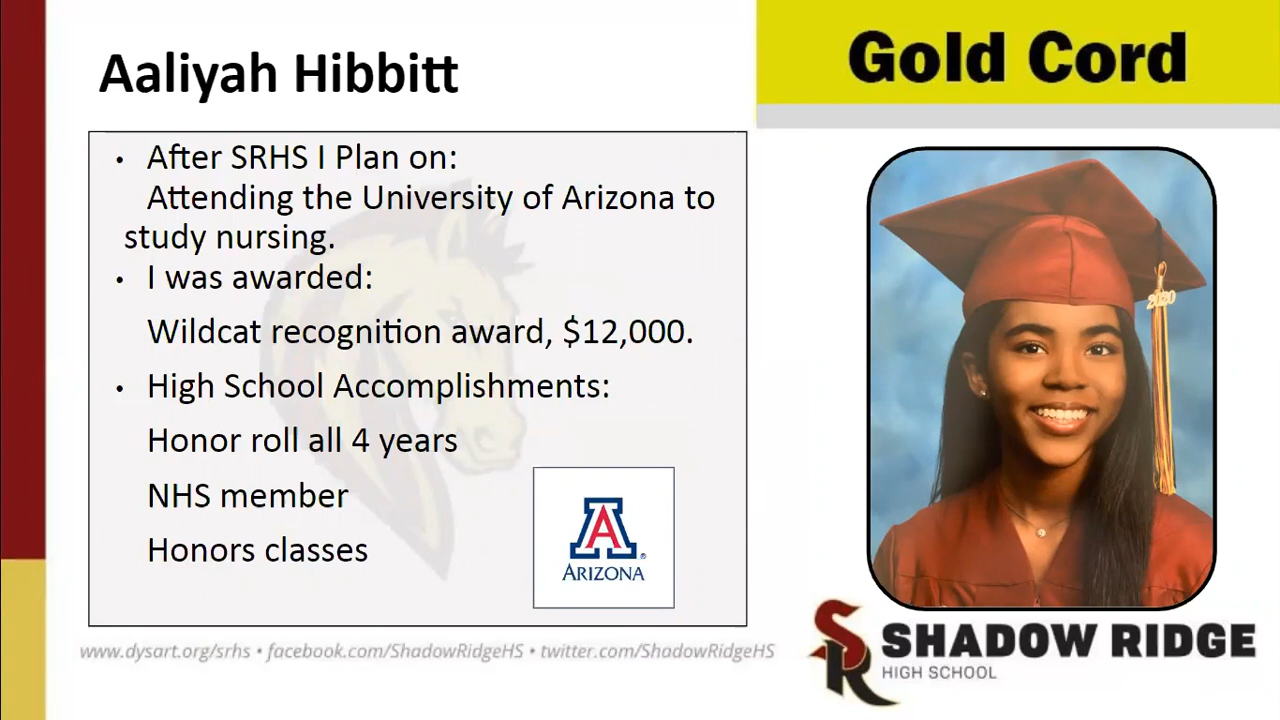 Aaliyah Hibbitt
Gold Cord
• After SRHS I Plan on:
Attending the University of Arizona to
study nursing.
• I was awarded:
Wildcat recognition award, $12,000.
• High School Accomplishments:
Honor roll all 4 years
NHS member
Honors classes
A
ARIZONA
®
2020
www.dysart.org/srhs • facebook.com/ShadowRidgeHS • twitter.com/ShadowRidgeHS
SR
SHADOW RIDGE
HIGH SCHOOL